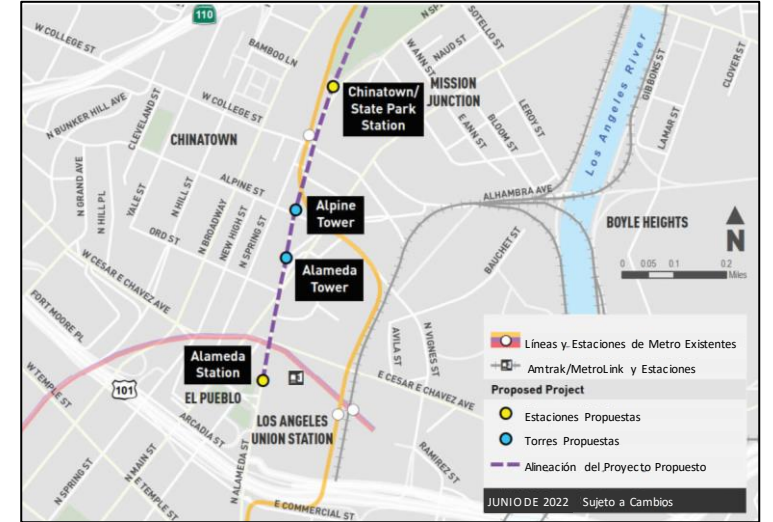 110
W COLLEGE ST
BAMBOO LN
N SP
SOTELLO ST
NAUD ST
W ANN ST
MISSION
JUNCTION
GIBBONS ST
CLOVER ST
Los Angeles River
LAMAR ST
LEROY ST
BLOOM ST
E ANN ST
Chinatown/
State Park
Station
W COLLEGE ST
CLEVELAND ST
N BUNKER HILL AVE
CHINATOWN
N GRAND AVE
N HILL PL
YALE ST
N HILL ST
ALPINE ST
ORD ST
N BROADWAY
NEW HIGH ST
N SPRING ST
Alpine
Tower
Alameda
Tower
ALHAMBRA AVE
BOYLE HEIGHTS
N
0 0.05 0.1 0.2
Miles
BAUCHET ST
W CESAR E CHAVEZ AVE
FORT MOORE PL
AVILA ST
N VIGNES ST
Alameda
Station
E CESAR E CHAVEZ AVE
W TEMPLE ST
101
EL PUEBLO
LOS ANGELES
UNION STATION
ARCADIA ST
N ALAMEDA ST
N MAIN ST
E TEMPLE ST
N SPRING ST
RAMIREZ ST
E COMMERCIAL ST
Líneas y Estaciones de Metro Existentes
Amtrak/MetroLink y Estaciones
Proposed Project
Estaciones Propuestas
Torres Propuestas
Alineación del Proyecto Propuesto
JUNIO DE 2022 Sujeto a Cambios